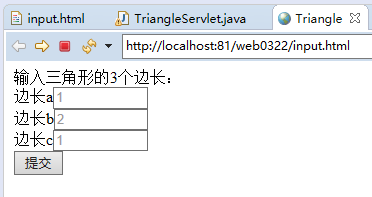 input.html TriangleServlet.java Triangle
http://localhost:81/web0322/input.html
输入三角形的3个边长：
边长a 1
边长b 2
边长c 1
提交